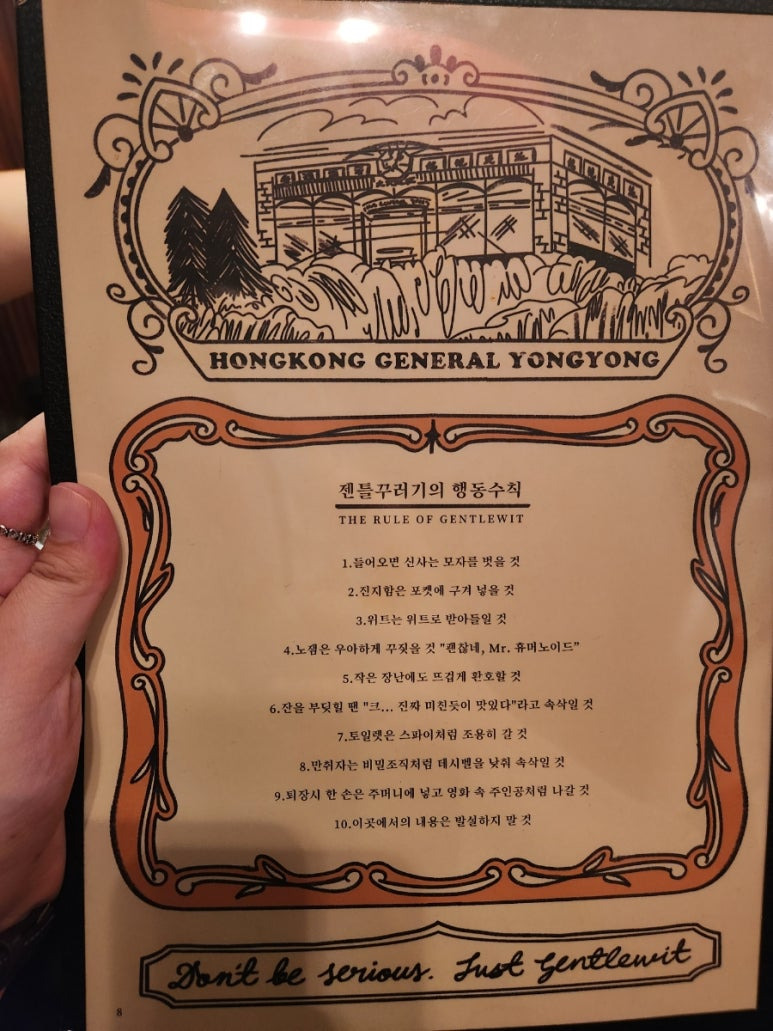 HONGKONG GENERAL YONGYONG
젠틀꾸러기의 행동수칙
THE RULE OF GENTLEWIT
1.들어오면 신사는 모자를 벗을 것
2.진지함은 포켓에 구겨 넣을 것
3.위트는 위트로 받아들일 것
4.노잼은 우아하게 꾸짖을 것 "괜찮네, Mr. 휴머노이드"
5.작은 장난에도 뜨겁게 환호할 것
6.잔을 부딪힐 땐 "크... 진짜 미친듯이 맛있다"라고 속삭일 것
7.토일렛은 스파이처럼 조용히 갈 것
8.만취자는 비밀조직처럼 데시벨을 낮춰 속삭일 것
9.퇴장시 한 손은 주머니에 넣고 영화 속 주인공처럼 나갈 것
10.이곳에서의 내용은 발설하지 말 것
Don't be serious. Just Gentlewit
8